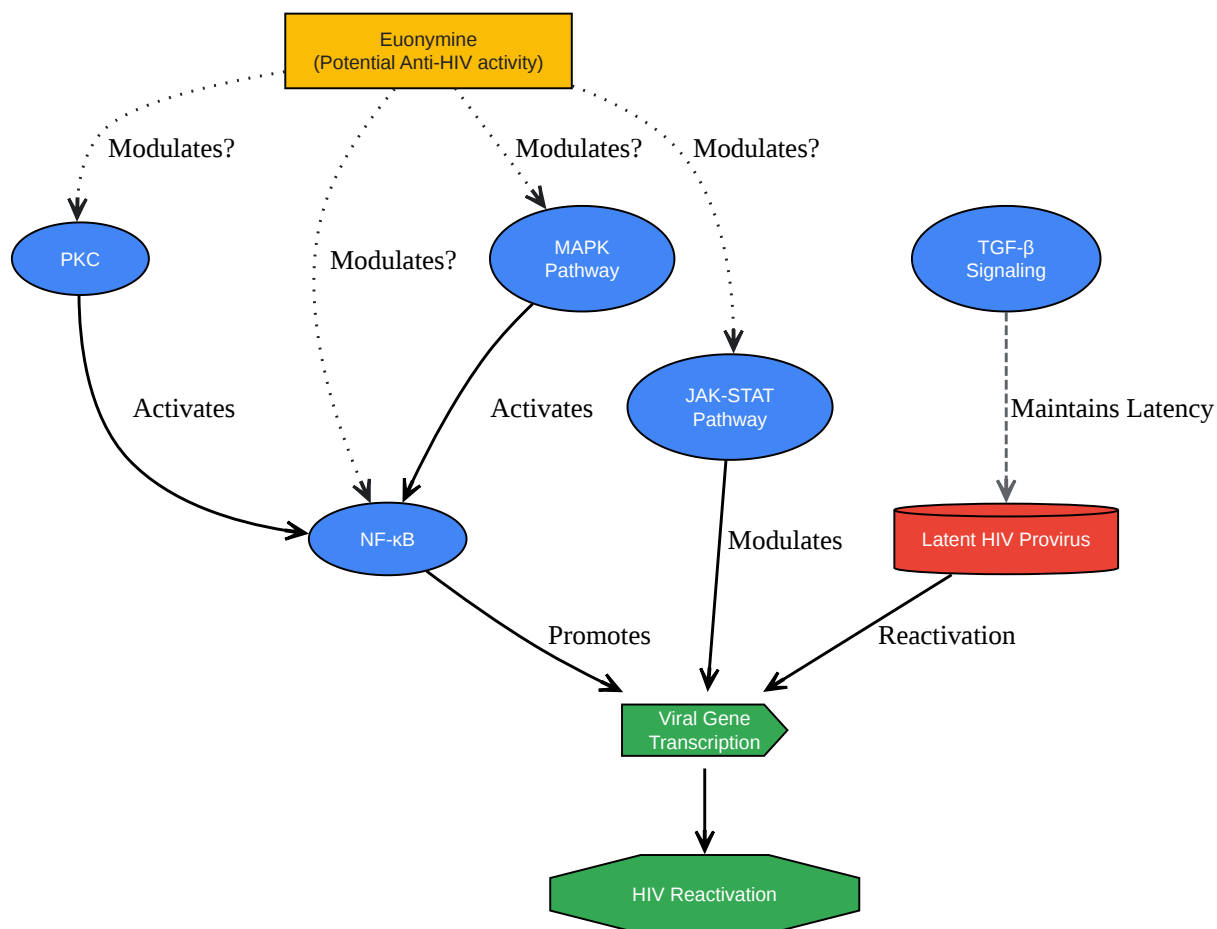 Euonymine
(Potential Anti-HIV activity)
Modulates?
Modulates?
Modulates?
Modulates?
PKC
MAPK
Pathway
TGF-β
Signaling
JAK-STAT
Pathway
Activates
Activates
Maintains Latency
NF-κB
Modulates
Latent HIV Provirus
Promotes
Reactivation
Viral Gene
Transcription
HIV Reactivation